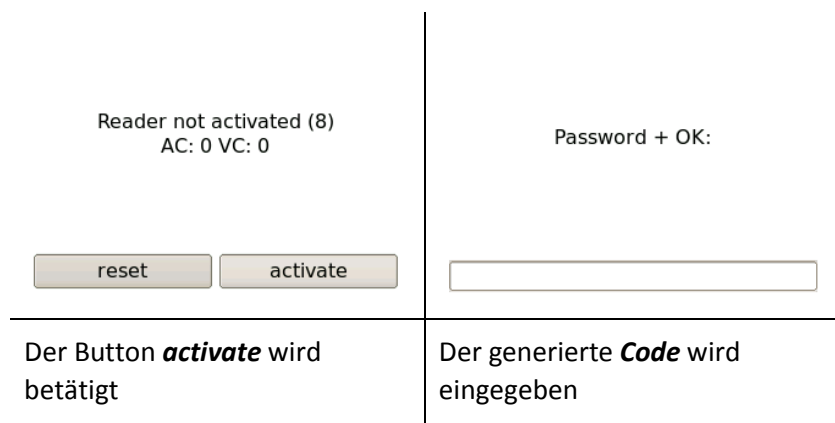 Reader not activated (8)
AC: 0 VC: 0
reset
activate
Der Button activate wird
betätigt
Password + OK:
Der generierte Code wird
eingegeben